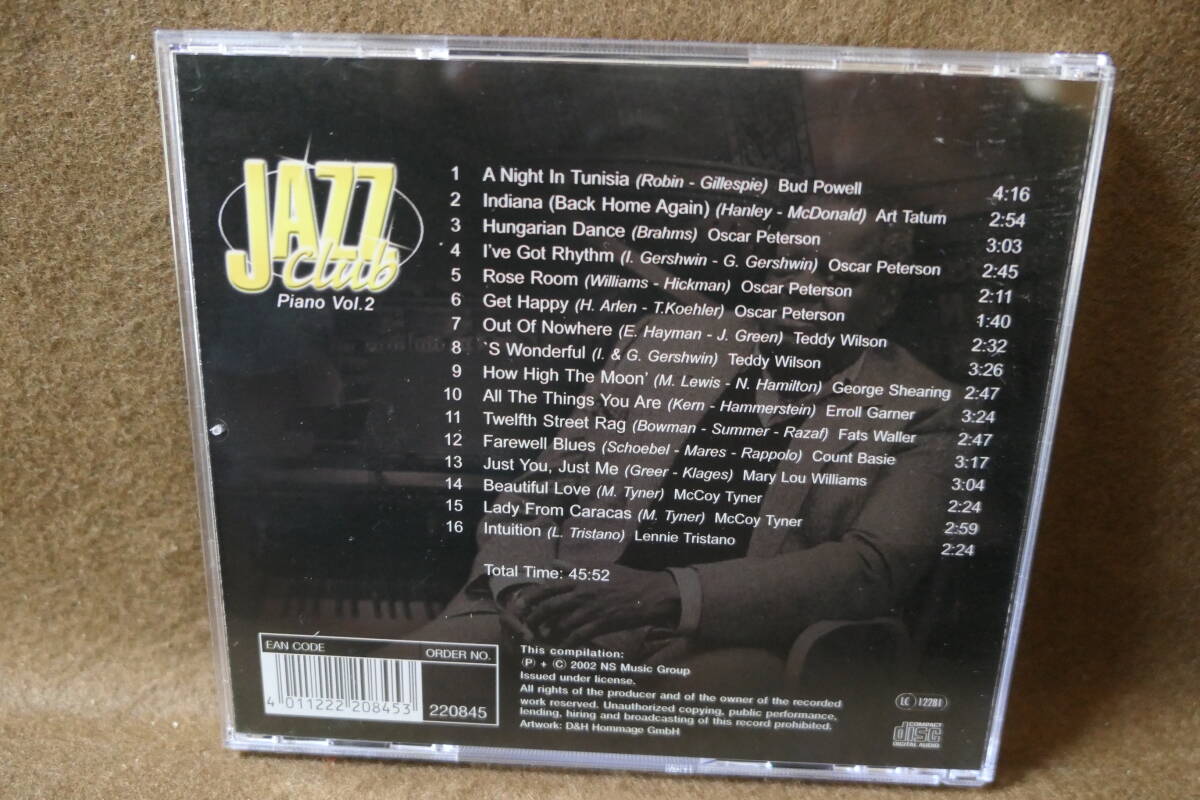 JAZZ
club
Piano Vol.2
1 A Night In Tunisia (Robin - Gillespie) Bud Powell 4:16
2 Indiana (Back Home Again) (Hanley - McDonald) Art Tatum 2:54
3 Hungarian Dance (Brahms) Oscar Peterson 3:03
4 I've Got Rhythm (I. Gershwin - G. Gershwin) Oscar Peterson 2:45
5 Rose Room (Williams - Hickman) Oscar Peterson 2:11
6 Get Happy (H. Arlen - T.Koehler) Oscar Peterson 1:40
7 Out Of Nowhere (E. Hayman - J. Green) Teddy Wilson 2:32
8 `S Wonderful (I. & G. Gershwin) Teddy Wilson 3:26
9 How High The Moon' (M. Lewis - N. Hamilton) George Shearing 2:47
10 All The Things You Are (Kern - Hammerstein) Erroll Garner 3:24
11 Twelfth Street Rag (Bowman - Summer - Razaf) Fats Waller 2:47
12 Farewell Blues (Schoebel - Mares - Rappolo) Count Basie 3:17
13 Just You, Just Me (Greer - Klages) Mary Lou Williams 3:04
14 Beautiful Love (M. Tyner) McCoy Tyner 2:24
15 Lady From Caracas (M. Tyner) McCoy Tyner 2:59
16 Intuition (L. Tristano) Lennie Tristano 2:24
Total Time: 45:52
EAN CODE
ORDER NO.
4 011222 208453
220845
This compilation:
Ⓟ + © 2002 NS Music Group
Issued under license.
All rights of the producer and of the owner of the recorded
work reserved. Unauthorized copying, public performance,
lending, hiring and broadcasting of this record prohibited.
Artwork: D&H Hommage GmbH
LC 12281
COMPACT
disc
DIGITAL AUDIO